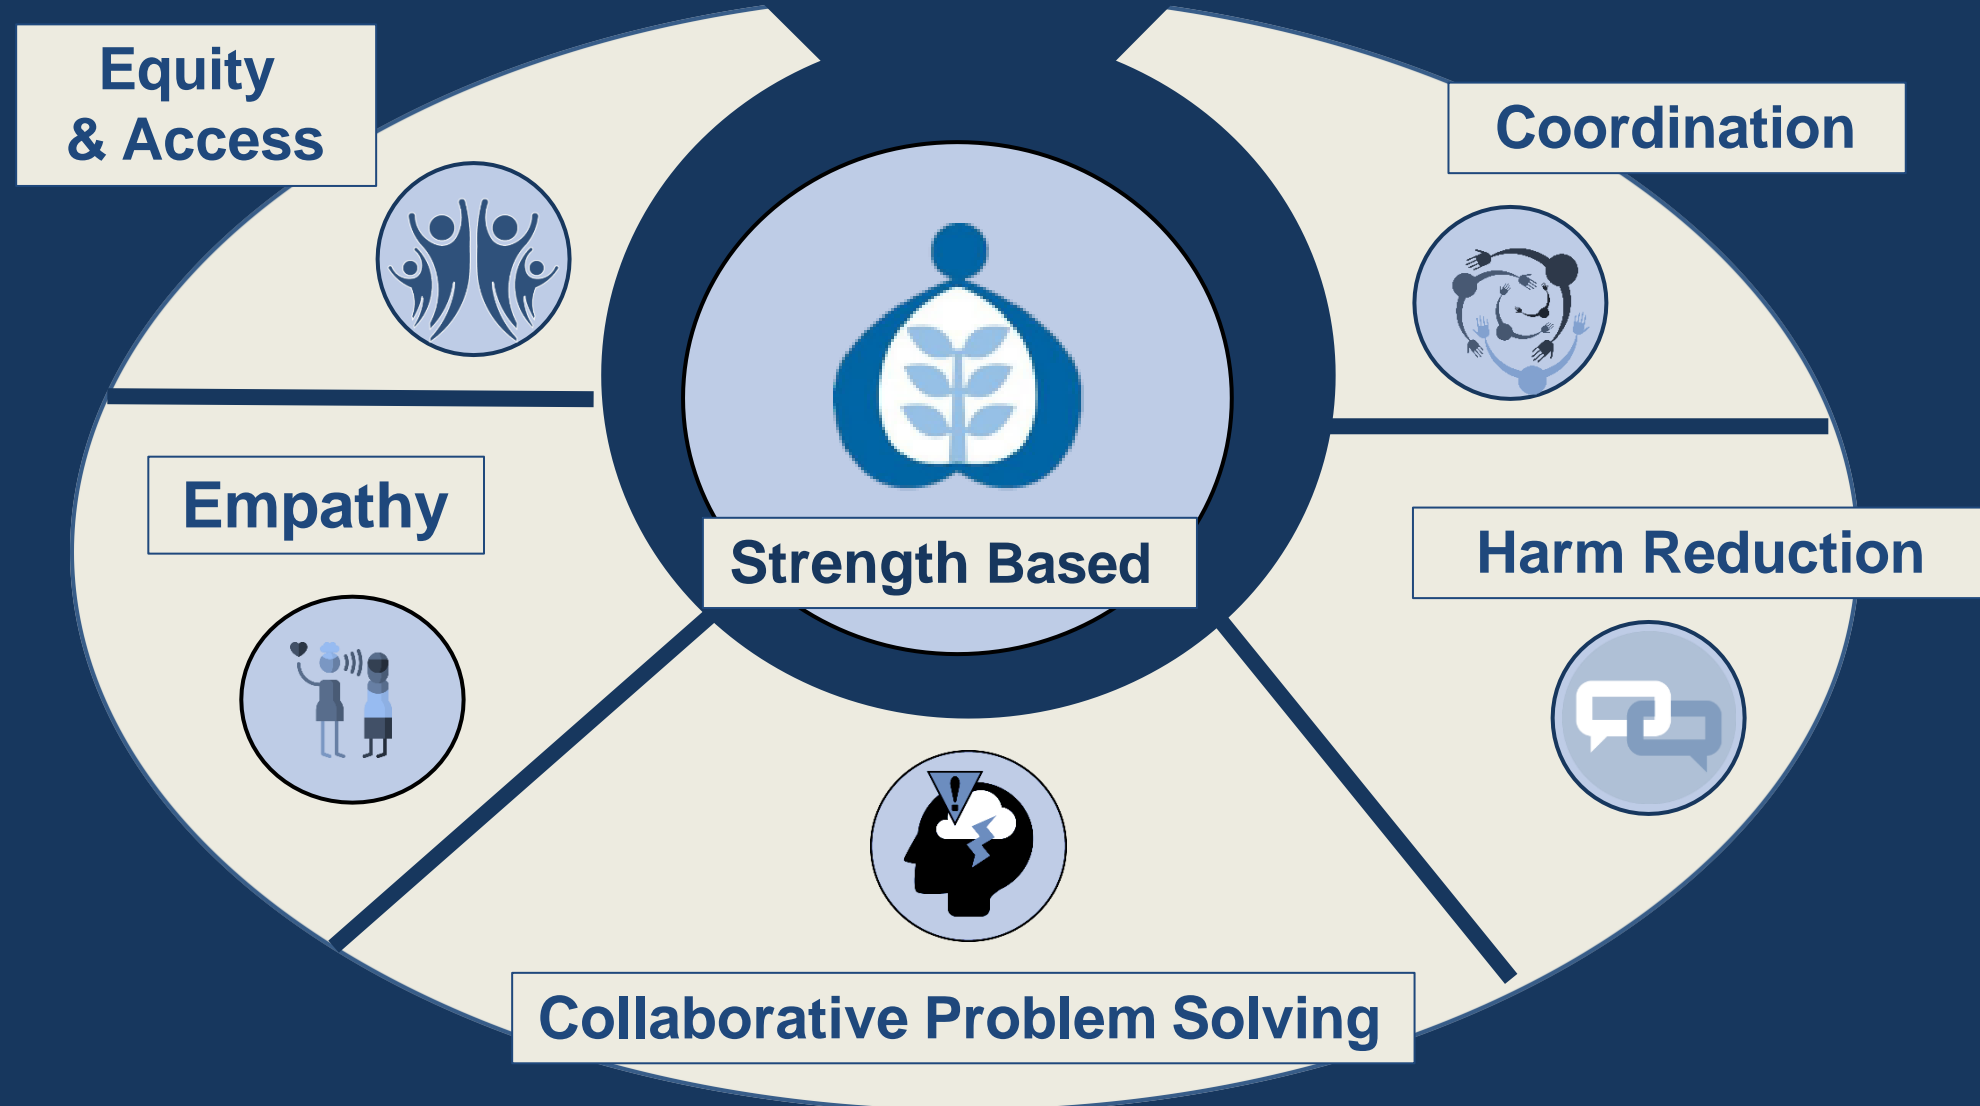 Equity
& Access
Coordination
Empathy
Strength Based
Harm Reduction
!
Collaborative Problem Solving